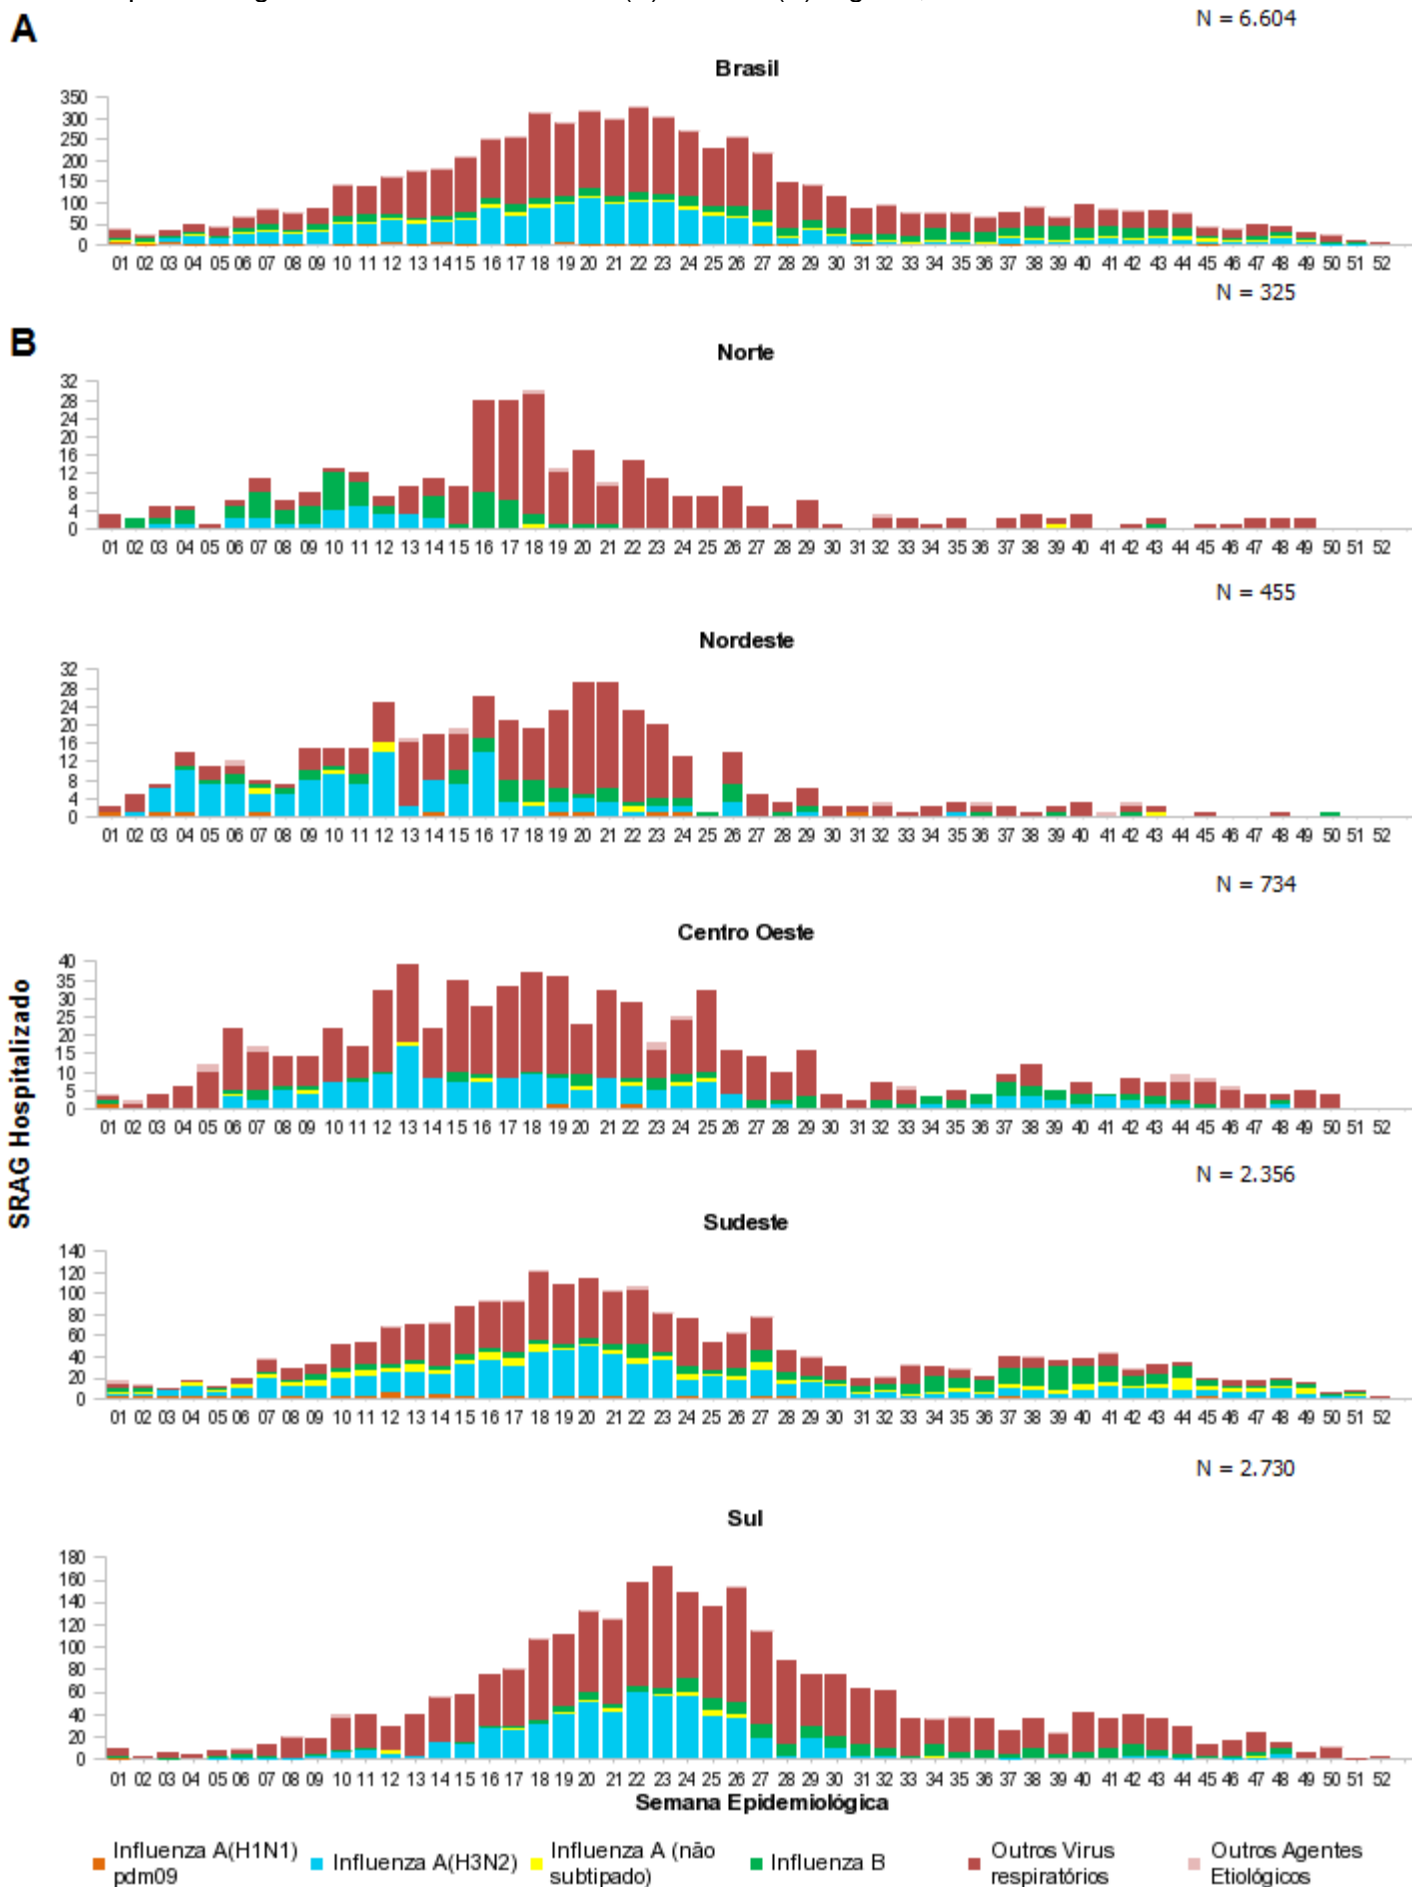 A
N = 6.604
Brasil
350
300
250
200
150
100
50
0
01 02 03 04 05 06 07 08 09 10 11 12 13 14 15 16 17 18 19 20 21 22 23 24 25 26 27 28 29 30 31 32 33 34 35 36 37 38 39 40 41 42 43 44 45 46 47 48 49 50 51 52
N = 325
B
Norte
32
28
24
20
16
12
8
4
0
01 02 03 04 05 06 07 08 09 10 11 12 13 14 15 16 17 18 19 20 21 22 23 24 25 26 27 28 29 30 31 32 33 34 35 36 37 38 39 40 41 42 43 44 45 46 47 48 49 50 51 52
N = 455
Nordeste
32
28
24
20
16
12
8
4
0
01 02 03 04 05 06 07 08 09 10 11 12 13 14 15 16 17 18 19 20 21 22 23 24 25 26 27 28 29 30 31 32 33 34 35 36 37 38 39 40 41 42 43 44 45 46 47 48 49 50 51 52
N = 734
Centro Oeste
40
35
30
25
20
15
10
5
0
01 02 03 04 05 06 07 08 09 10 11 12 13 14 15 16 17 18 19 20 21 22 23 24 25 26 27 28 29 30 31 32 33 34 35 36 37 38 39 40 41 42 43 44 45 46 47 48 49 50 51 52
SRAG Hospitalizado
N = 2.356
Sudeste
140
120
100
80
60
40
20
0
01 02 03 04 05 06 07 08 09 10 11 12 13 14 15 16 17 18 19 20 21 22 23 24 25 26 27 28 29 30 31 32 33 34 35 36 37 38 39 40 41 42 43 44 45 46 47 48 49 50 51 52
N = 2.730
Sul
180
160
140
120
100
80
60
40
20
0
01 02 03 04 05 06 07 08 09 10 11 12 13 14 15 16 17 18 19 20 21 22 23 24 25 26 27 28 29 30 31 32 33 34 35 36 37 38 39 40 41 42 43 44 45 46 47 48 49 50 51 52
Semana Epidemiológica
Influenza A(H1N1)
pdm09
Influenza A(H3N2)
Influenza A (não
subtipado)
Influenza B
Outros Virus
respiratórios
Outros Agentes
Etiológicos